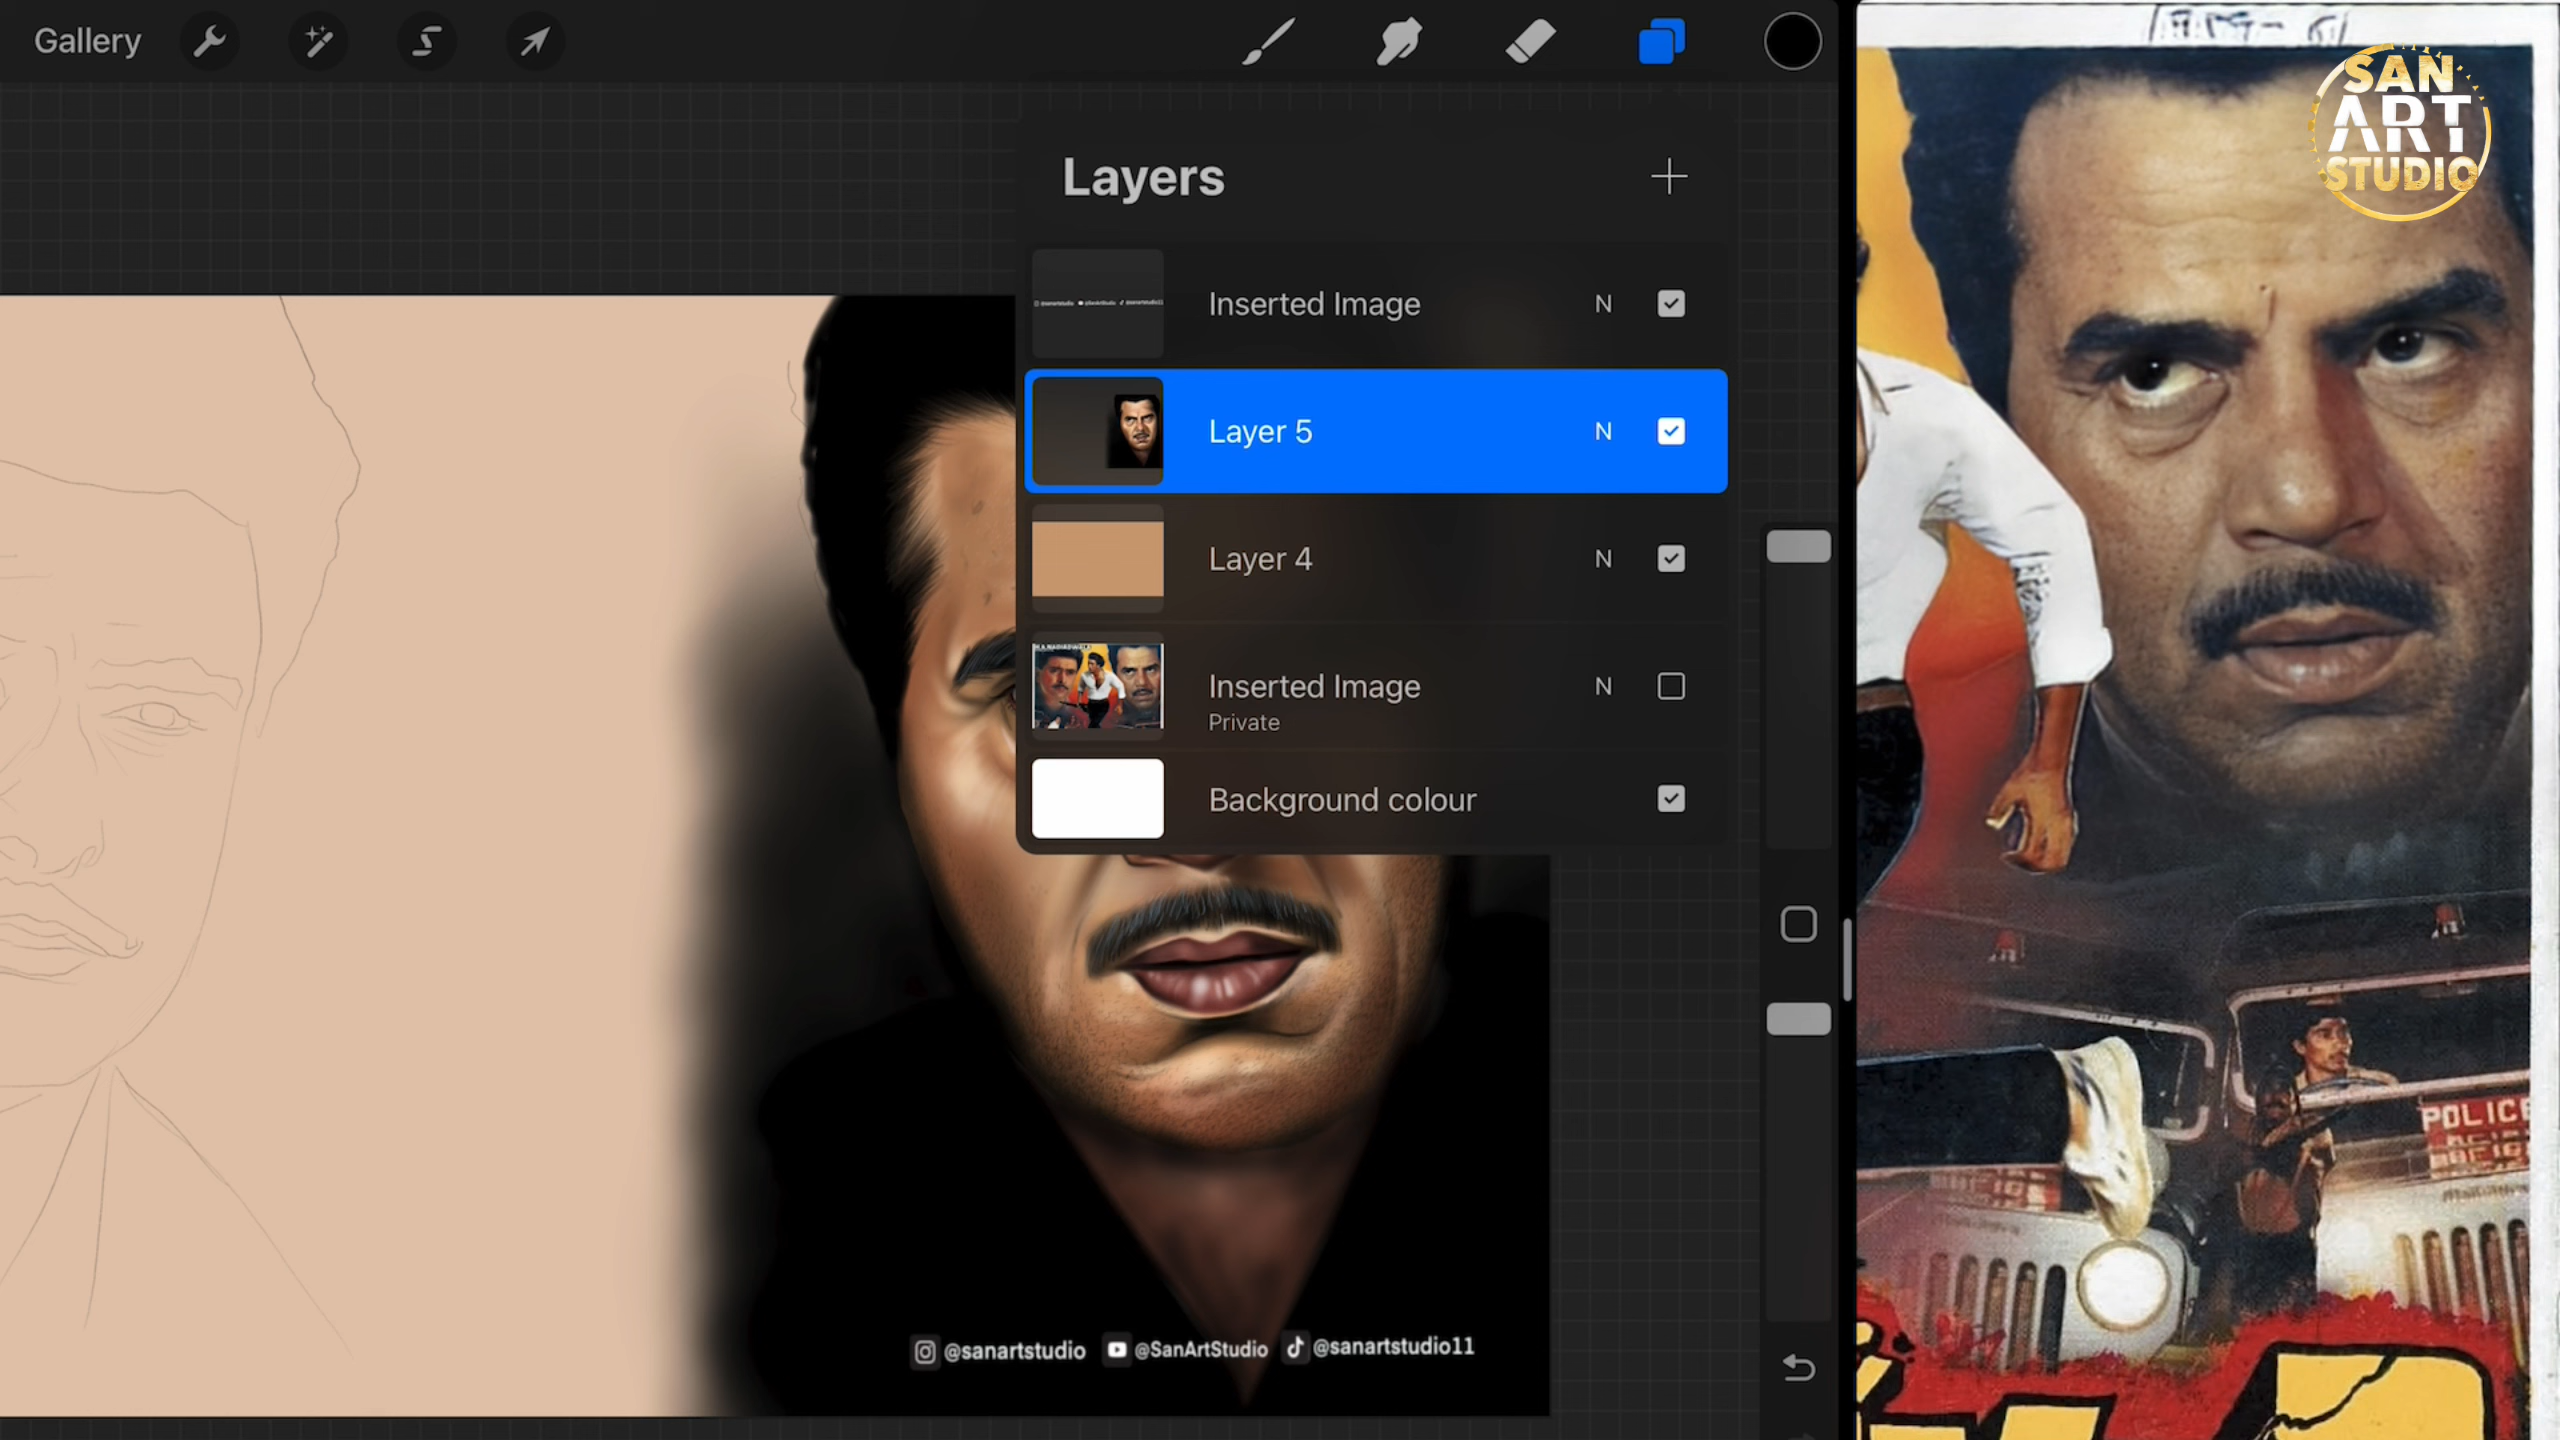 Gallery
Layers
Inserted Image N
Layer 5 N
Layer 4 N
Inserted Image N
Private
Background colour
@sanartstudio @SanArtStudio @sanartstudio11
SAN
ART
STUDIO
POLICE